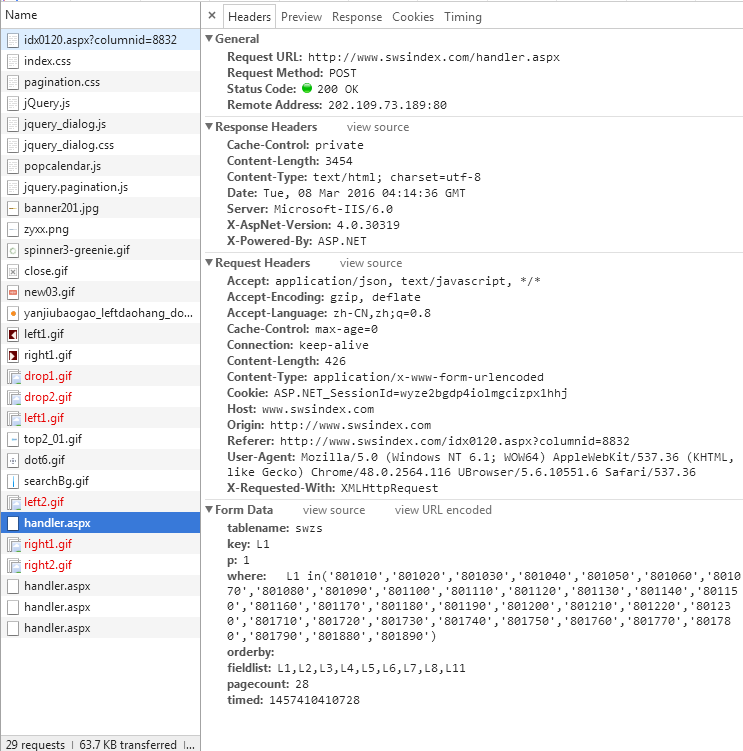 Name
× Headers Preview Response Cookies Timing
idx0120.aspx?columnid=8832
index.css
pagination.css
jQuery.js
jquery_dialog.js
jquery_dialog.css
popcalendar.js
jquery.pagination.js
banner201.jpg
zyxx.png
spinner3-greenie.gif
close.gif
new03.gif
yanjiubaogao_leftdaohang_do...
left1.gif
right1.gif
drop1.gif
drop2.gif
left1.gif
top2_01.gif
dot6.gif
searchBg.gif
left2.gif
handler.aspx
right1.gif
right2.gif
handler.aspx
handler.aspx
handler.aspx
29 requests | 63.7 KB transferred | ...
General
Request URL: http://www.swsindex.com/handler.aspx
Request Method: POST
Status Code: 200 OK
Remote Address: 202.109.73.189:80
Response Headers view source
Cache-Control: private
Content-Length: 3454
Content-Type: text/html; charset=utf-8
Date: Tue, 08 Mar 2016 04:14:36 GMT
Server: Microsoft-IIS/6.0
X-AspNet-Version: 4.0.30319
X-Powered-By: ASP.NET
Request Headers view source
Accept: application/json, text/javascript, */*
Accept-Encoding: gzip, deflate
Accept-Language: zh-CN,zh;q=0.8
Cache-Control: max-age=0
Connection: keep-alive
Content-Length: 426
Content-Type: application/x-www-form-urlencoded
Cookie: ASP.NET_SessionId=wyze2bgdp4iolmgcizpx1hhj
Host: www.swsindex.com
Origin: http://www.swsindex.com
Referer: http://www.swsindex.com/idx0120.aspx?columnid=8832
User-Agent: Mozilla/5.0 (Windows NT 6.1; WOW64) AppleWebKit/537.36 (KHTML,
like Gecko) Chrome/48.0.2564.116 UBrowser/5.6.10551.6 Safari/537.36
X-Requested-With: XMLHttpRequest
Form Data view source view URL encoded
tablename: swzs
key: L1
p: 1
where: L1 in('801010','801020','801030','801040','801050','801060','8010
70','801080','801090','801100','801110','801120','801130','801140','80115
0','801160','801170','801180','801190','801200','801210','801220','80123
0','801710','801720','801730','801740','801750','801760','801770','80178
0','801790','801880','801890')
orderby:
fieldlist: L1,L2,L3,L4,L5,L6,L7,L8,L11
pagecount: 28
timed: 1457410410728